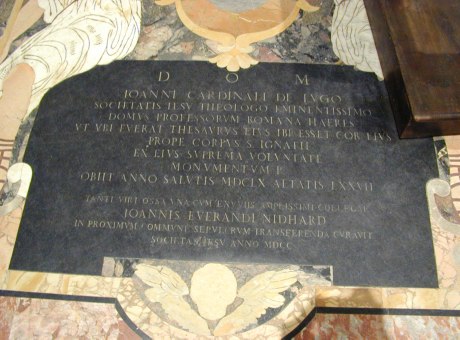 D O M
IOANNI CARDINALI DE LUGO
SOCIETATIS IESV THEOLOGO EMINENTISSIMO
DOMVS PROFESSORVM ROMANA HAERES
VT VBI FVERAT THESAVRVS EIVS IBI ESSET COR EIVS
PROPE CORPVS S. IGNATII
EX EIVS SVPREMA VOLVNTATE
MONVMENTVM P
OBIIT ANNO SALVTIS MDCLX AETATIS LXXVII
TANTI VIRI OSSA VNA CVM EXVVIIS AMPLISSIMI COLLEGAE
IOANNIS EVERARDI NIDHARD
IN PROXIMVM COMMVNE SEPVLCRVM TRANSFERENDA CVRAVIT
SOCIETAS IESV ANNO MDCC